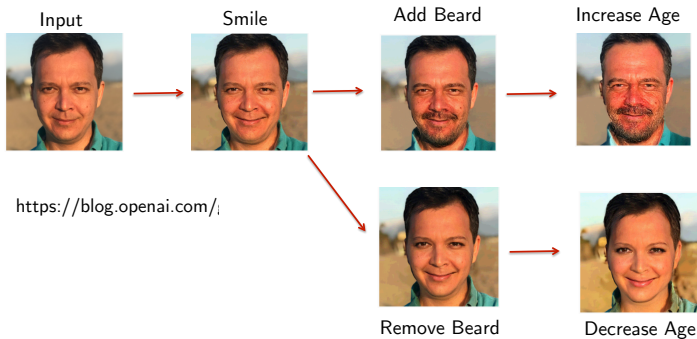 Input
Smile
Add Beard
Increase Age
https://blog.openai.com/
Remove Beard
Decrease Age